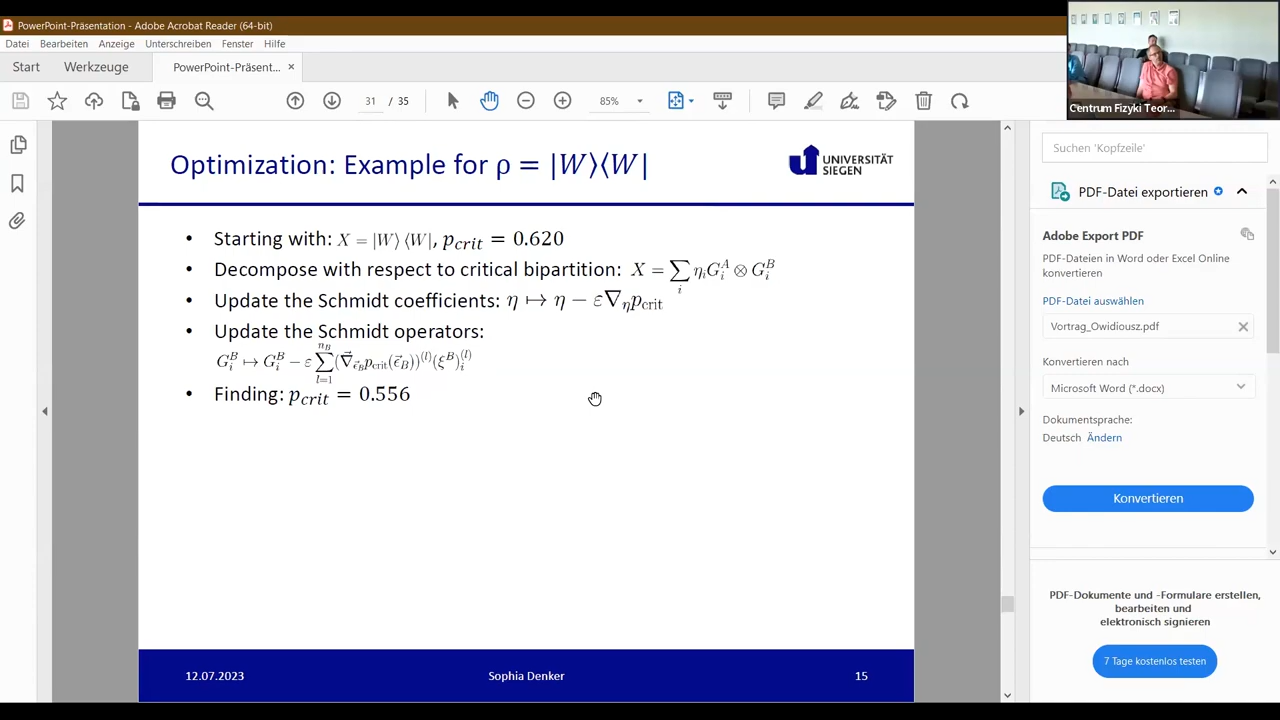 PowerPoint-Präsentation - Adobe Acrobat Reader (64-bit)
Datei Bearbeiten Anzeige Unterschreiben Fenster Hilfe
Start Werkzeuge PowerPoint-Präsent... ×
31 / 35 85%
Centrum Fizyki Teor...
Optimization: Example for ρ = |W⟩⟨W|
UNIVERSITÄT
SIEGEN
• Starting with: X = |W⟩ ⟨W|, p_crit = 0.620
• Decompose with respect to critical bipartition: X = ∑_i η_i G_i^A ⊗ G_i^B
• Update the Schmidt coefficients: η ↦ η − ε∇_η p_crit
• Update the Schmidt operators:
G_i^B ↦ G_i^B − ε ∑_{l=1}^{n_B} (∇⃗_{ϵ⃗_B} p_crit(ϵ⃗_B))^{(l)} (ξ^B)_i^{(l)}
• Finding: p_crit = 0.556
12.07.2023 Sophia Denker 15
Suchen 'Kopfzeile'
PDF-Datei exportieren
Adobe Export PDF
PDF-Dateien in Word oder Excel Online
konvertieren
PDF-Datei auswählen
Vortrag_Owidiousz.pdf
Konvertieren nach
Microsoft Word (*.docx)
Dokumentsprache:
Deutsch Ändern
Konvertieren
PDF-Dokumente und -Formulare erstellen,
bearbeiten und
elektronisch signieren
7 Tage kostenlos testen